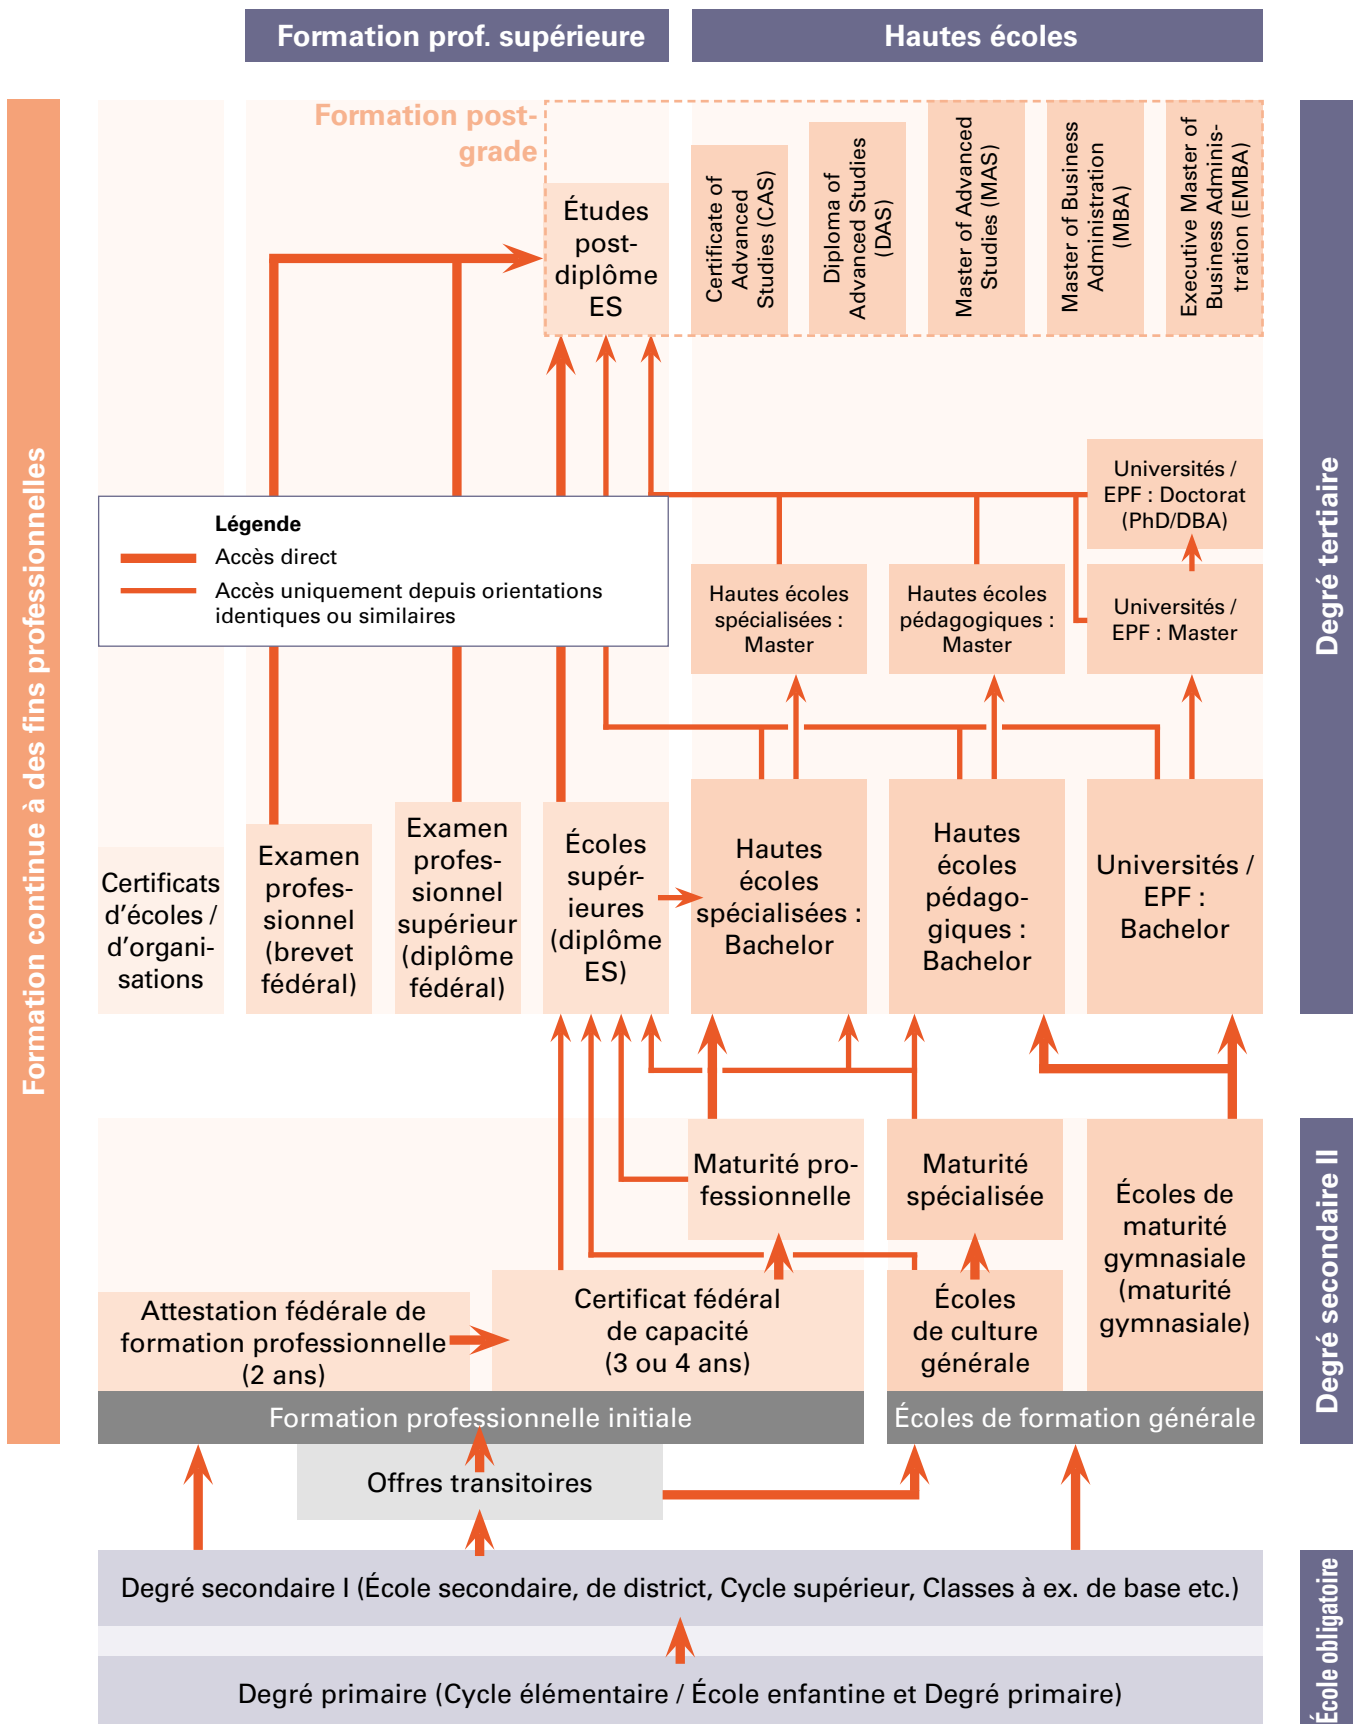 Formation prof. supérieure
Hautes écoles
Formation continue à des fins professionnelles
Formation post-
grade
Études
post-
diplôme
ES
Certificate of
Advanced
Studies (CAS)
Diploma of
Advanced Studies
(DAS)
Master of Advanced
Studies (MAS)
Master of Business
Administration
(MBA)
Executive Master of
Business Adminis-
tration (EMBA)
Degré tertiaire
Légende
Accès direct
Accès uniquement depuis orientations
identiques ou similaires
Universités /
EPF : Doctorat
(PhD/DBA)
Hautes écoles
spécialisées :
Master
Hautes écoles
pédagogiques :
Master
Universités /
EPF : Master
Certificats
d'écoles /
d'organi-
sations
Examen
profes-
sionnel
(brevet
fédéral)
Examen
profes-
sionnel
supérieur
(diplôme
fédéral)
Écoles
supér-
ieures
(diplôme
ES)
Hautes
écoles
spécialisées :
Bachelor
Hautes
écoles
pédago-
giques :
Bachelor
Universités /
EPF :
Bachelor
Degré secondaire II
Maturité pro-
fessionnelle
Maturité
spécialisée
Écoles de
maturité
gymnasiale
(maturité
gymnasiale)
Attestation fédérale de
formation professionnelle
(2 ans)
Certificat fédéral
de capacité
(3 ou 4 ans)
Écoles
de culture
générale
Formation professionnelle initiale
Écoles de formation générale
Offres transitoires
École obligatoire
Degré secondaire I (École secondaire, de district, Cycle supérieur, Classes à ex. de base etc.)
Degré primaire (Cycle élémentaire / École enfantine et Degré primaire)